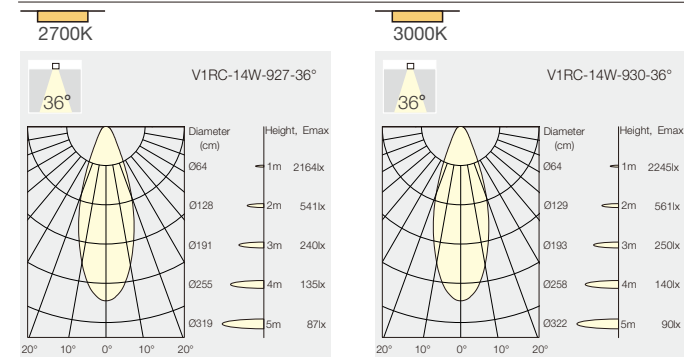 2700K
V1RC-14W-927-36°
36°
Diameter
(cm)
Height, Emax
Ø64 1m 2164lx
Ø128 2m 541lx
Ø191 3m 240lx
Ø255 4m 135lx
Ø319 5m 87lx
20° 10° 0° 10° 20°
3000K
V1RC-14W-930-36°
36°
Diameter
(cm)
Height, Emax
Ø64 1m 2245lx
Ø129 2m 561lx
Ø193 3m 250lx
Ø258 4m 140lx
Ø322 5m 90lx
20° 10° 0° 10° 20°